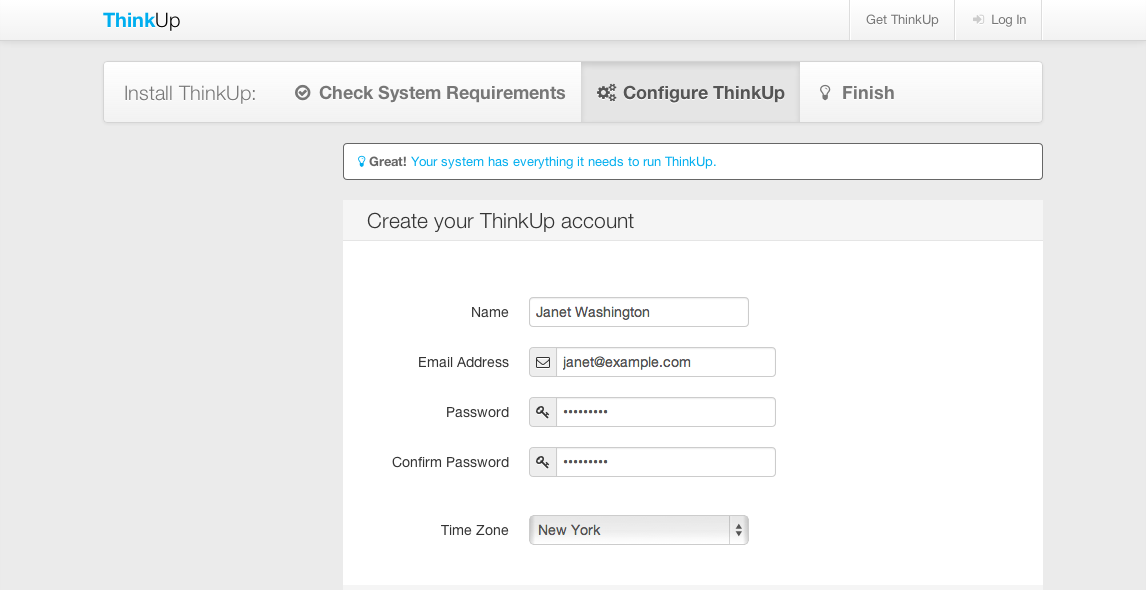 ThinkUp
Get ThinkUp
Log In
Install ThinkUp:
Check System Requirements
Configure ThinkUp
Finish
Great! Your system has everything it needs to run ThinkUp.
Create your ThinkUp account
Name
Janet Washington
Email Address
janet@example.com
Password
•••••••••
Confirm Password
•••••••••
Time Zone
New York